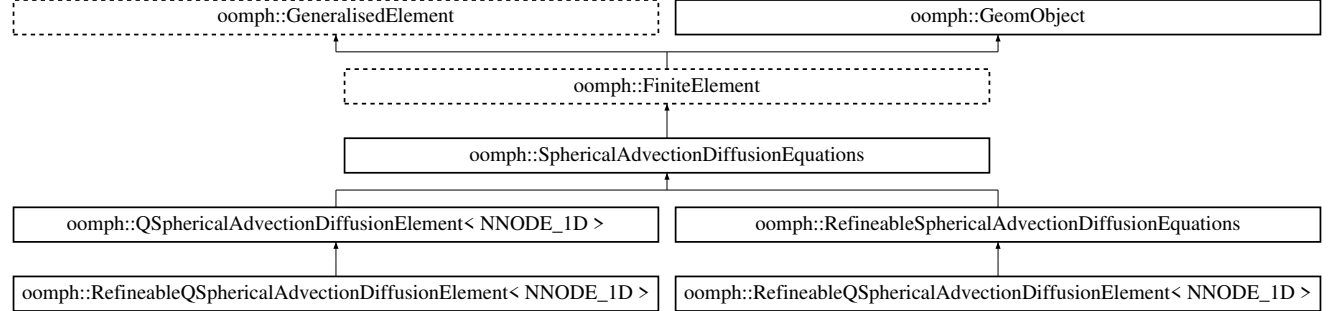 oomph::GeneralisedElement
oomph::GeomObject
oomph::FiniteElement
oomph::SphericalAdvectionDiffusionEquations
oomph::QSphericalAdvectionDiffusionElement< NNODE_1D >
oomph::RefineableSphericalAdvectionDiffusionEquations
oomph::RefineableQSphericalAdvectionDiffusionElement< NNODE_1D >
oomph::RefineableQSphericalAdvectionDiffusionElement< NNODE_1D >